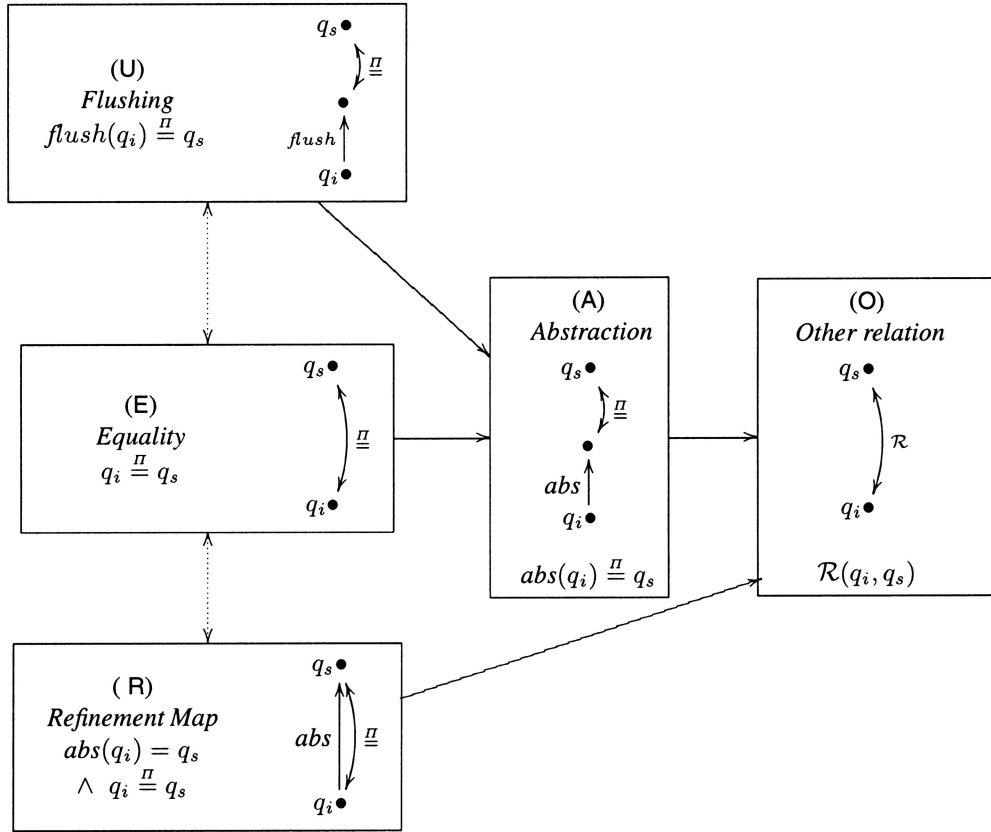 (U)
Flushing
flush(q_i) ≝^Π q_s
q_s
Π
=
flush
q_i
(E)
Equality
q_i =^Π q_s
q_s
Π
=
q_i
(R)
Refinement Map
abs(q_i) = q_s
∧ q_i =^Π q_s
q_s
abs
Π
=
q_i
(A)
Abstraction
q_s
Π
=
abs
q_i
abs(q_i) =^Π q_s
(O)
Other relation
q_s
ℛ
q_i
ℛ(q_i, q_s)